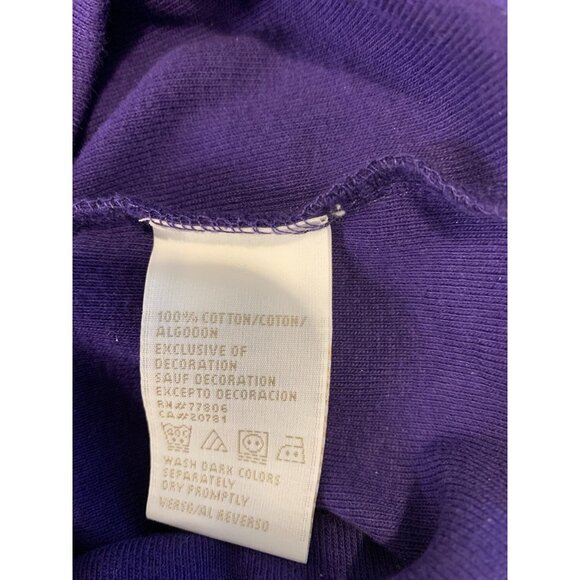 100% COTTON/COTON/
ALGODON
EXCLUSIVE OF
DECORATION
SAUF DECORATION
EXCEPTO DECORACION
RN#77806
CA#20781
40C
WASH DARK COLORS
SEPARATELY
DRY PROMPTLY
VERSO/AL REVERSO